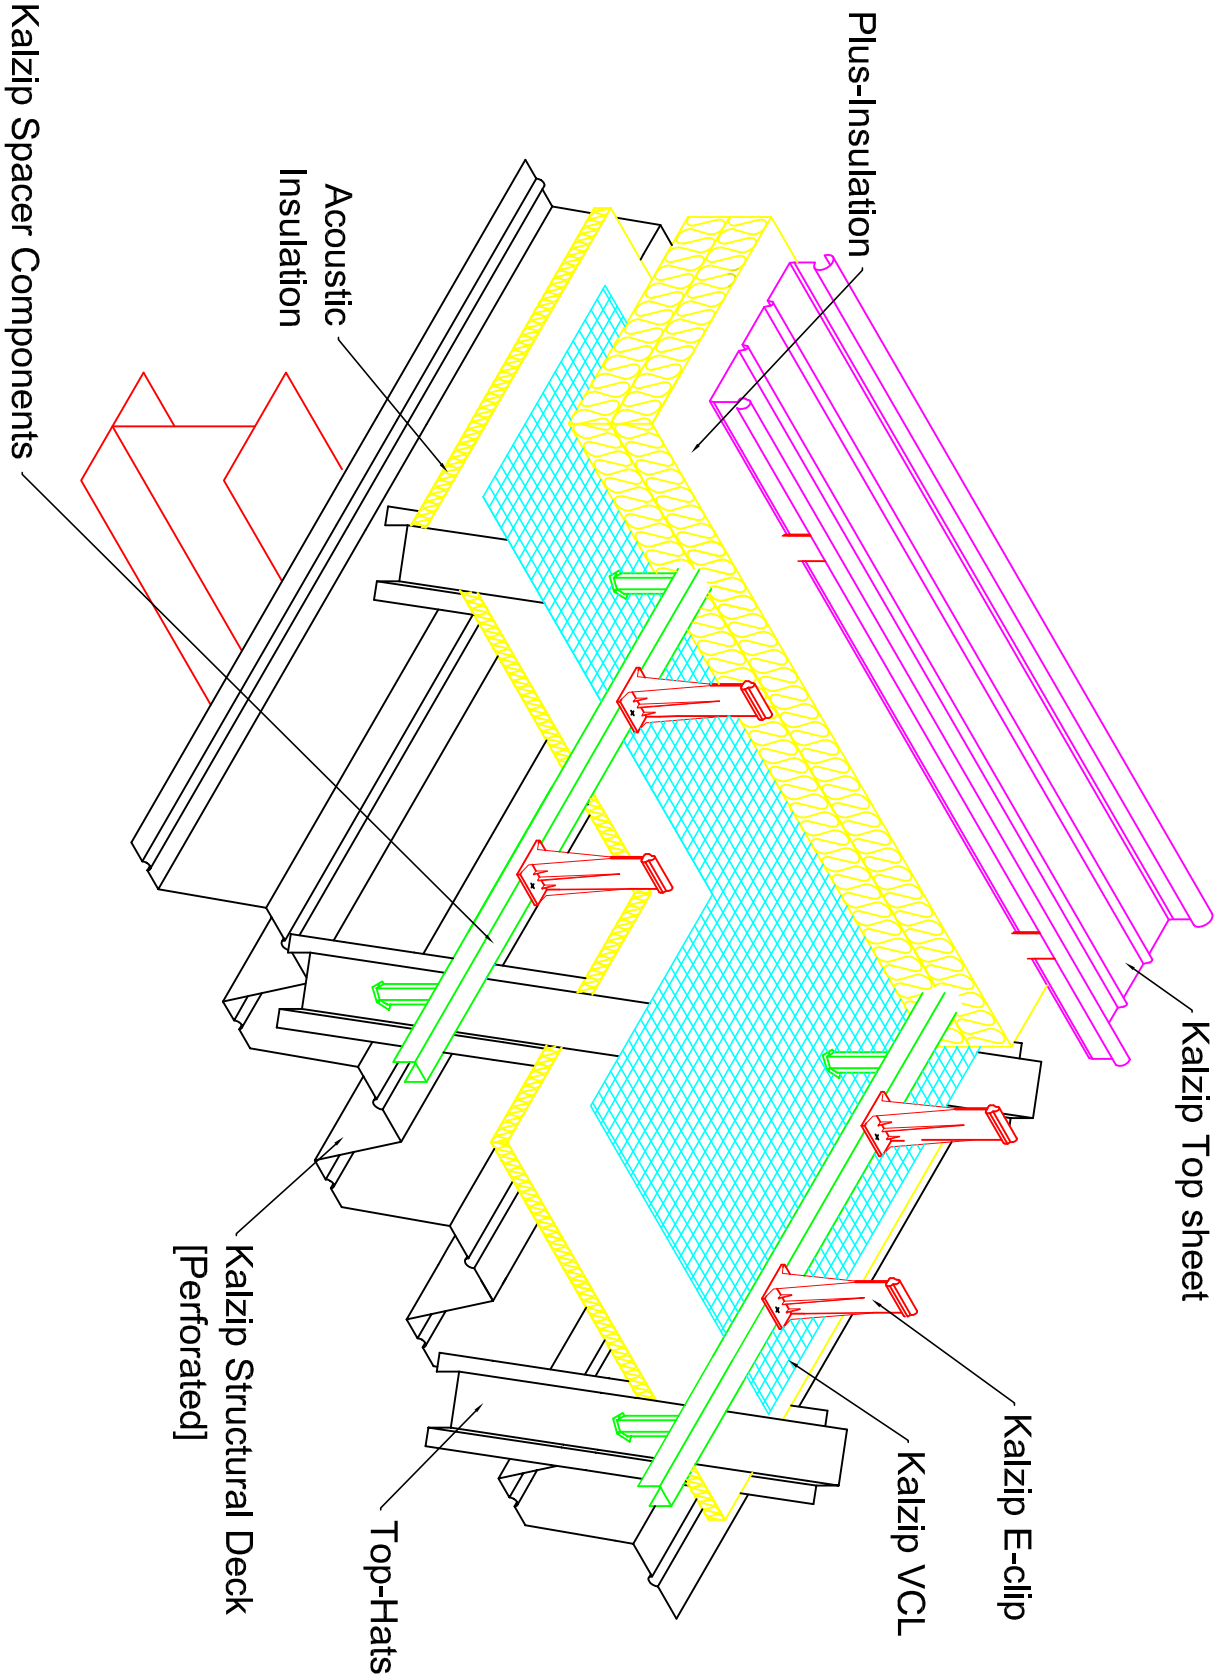 Kalzip Top sheet
Kalzip E-clip
Kalzip VCL
Plus-Insulation
Acoustic
Insulation
Top-Hats
Kalzip Structural Deck
[Perforated]
Kalzip Spacer Components